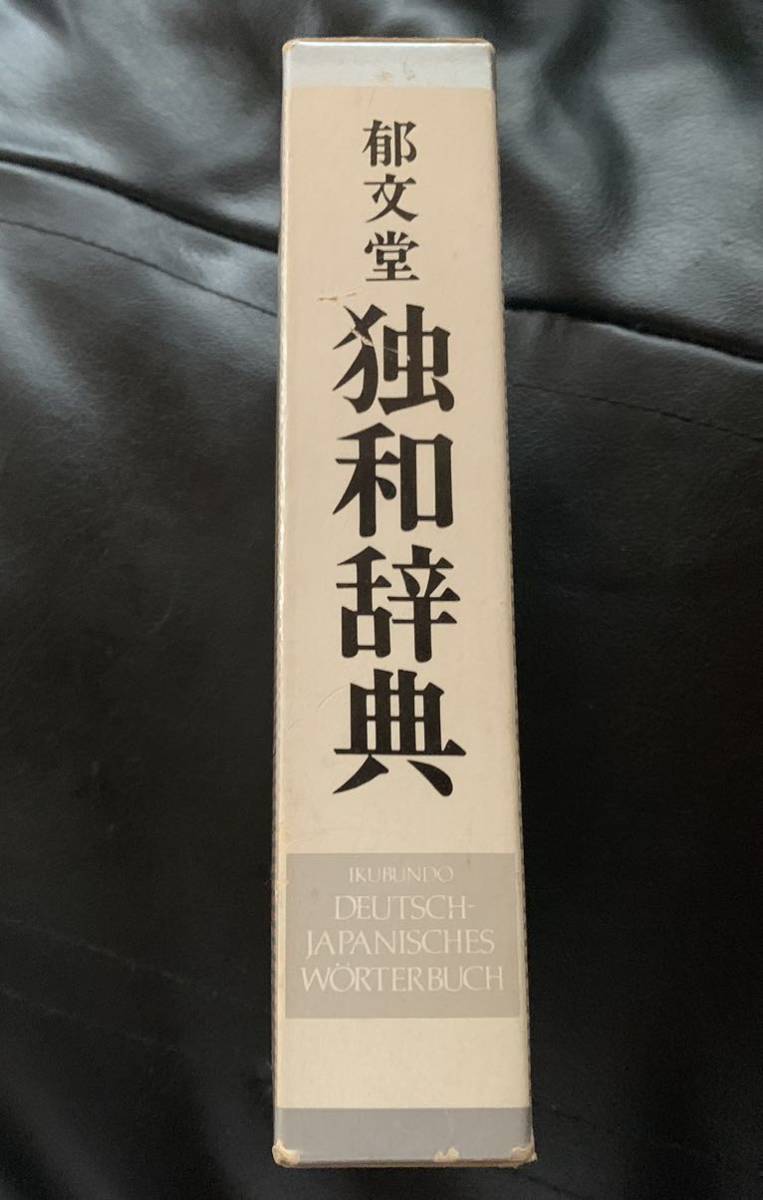 郁文堂
独和辞典
IKUBUNDO
DEUTSCH-
JAPANISCHES
WÖRTERBUCH